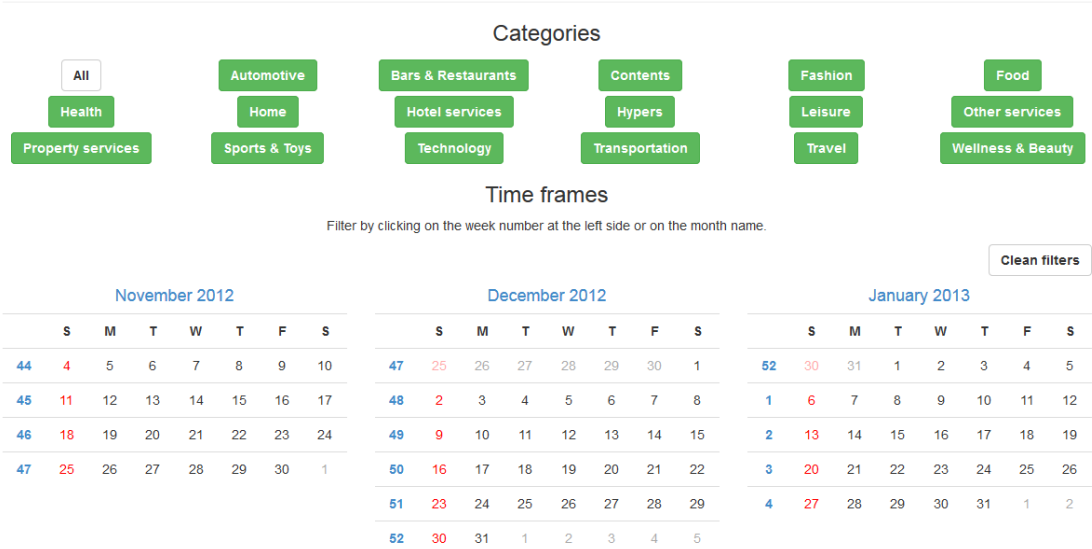 Categories
All Automotive Bars & Restaurants Contents Fashion Food
Health Home Hotel services Hypers Leisure Other services
Property services Sports & Toys Technology Transportation Travel Wellness & Beauty
Time frames
Filter by clicking on the week number at the left side or on the month name.
Clean filters
November 2012
S M T W T F S
44 4 5 6 7 8 9 10
45 11 12 13 14 15 16 17
46 18 19 20 21 22 23 24
47 25 26 27 28 29 30 1
December 2012
S M T W T F S
47 25 26 27 28 29 30 1
48 2 3 4 5 6 7 8
49 9 10 11 12 13 14 15
50 16 17 18 19 20 21 22
51 23 24 25 26 27 28 29
52 30 31 1 2 3 4 5
January 2013
S M T W T F S
52 30 31 1 2 3 4 5
1 6 7 8 9 10 11 12
2 13 14 15 16 17 18 19
3 20 21 22 23 24 25 26
4 27 28 29 30 31 1 2